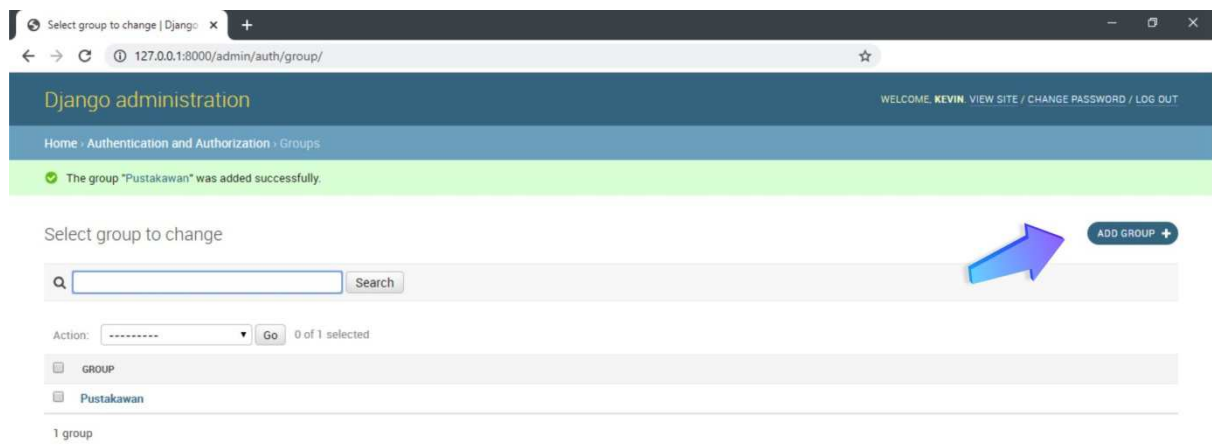 Select group to change | Django
127.0.0.1:8000/admin/auth/group/
Django administration
WELCOME, KEVIN. VIEW SITE / CHANGE PASSWORD / LOG OUT
Home › Authentication and Authorization › Groups
The group "Pustakawan" was added successfully.
Select group to change
ADD GROUP +
Search
Action: --------- Go 0 of 1 selected
GROUP
Pustakawan
1 group